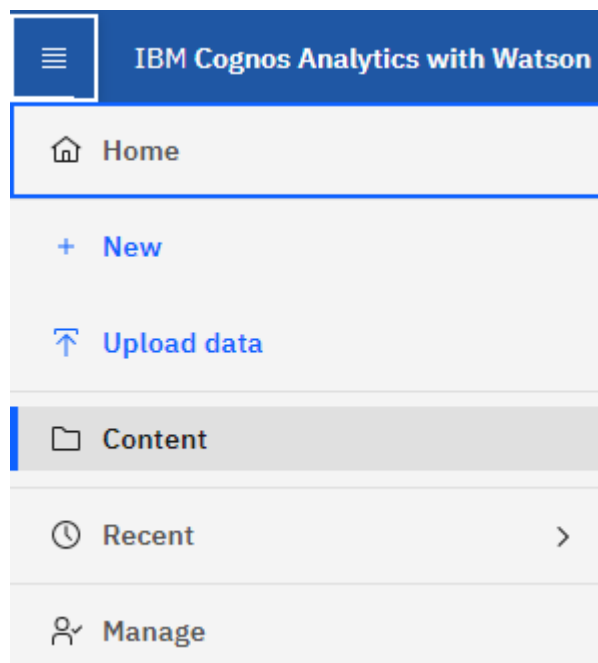 IBM Cognos Analytics with Watson
Home
New
Upload data
Content
Recent
Manage